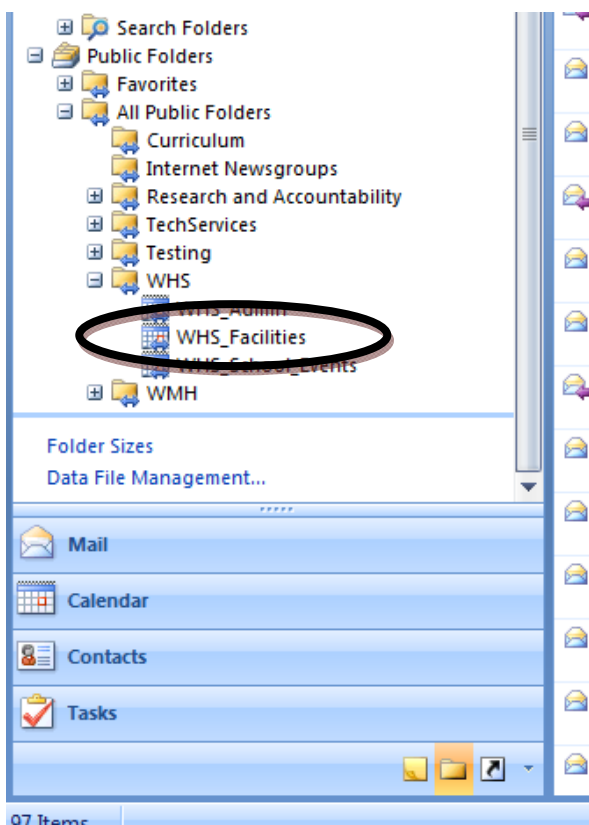 Search Folders
Public Folders
Favorites
All Public Folders
Curriculum
Internet Newsgroups
Research and Accountability
TechServices
Testing
WHS
WHS_Admin
WHS_Facilities
WHS_School_Events
WMH
Folder Sizes
Data File Management...
Mail
Calendar
Contacts
Tasks
97 Items